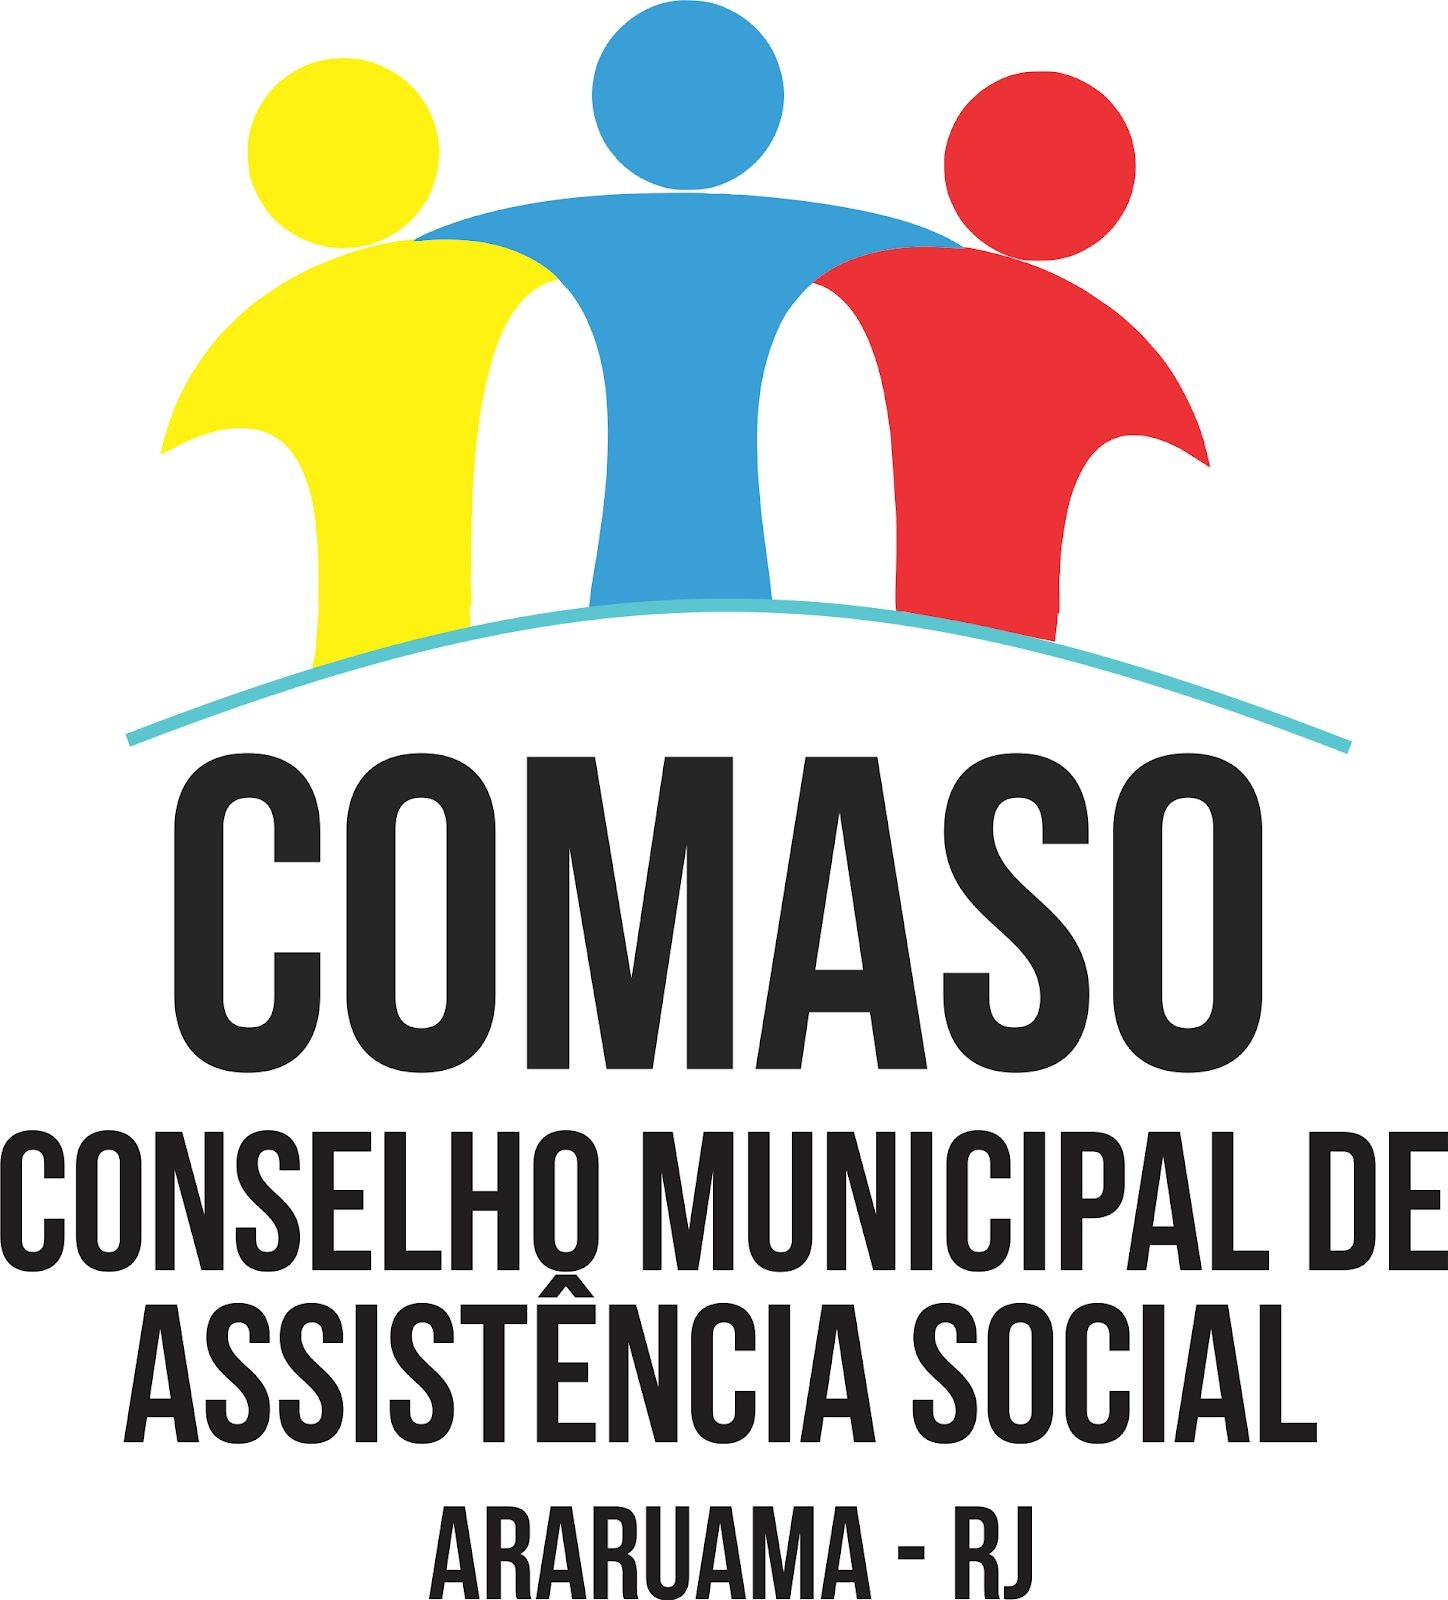 COMASO
CONSELHO MUNICIPAL DE
ASSISTÊNCIA SOCIAL
ARARUAMA - RJ